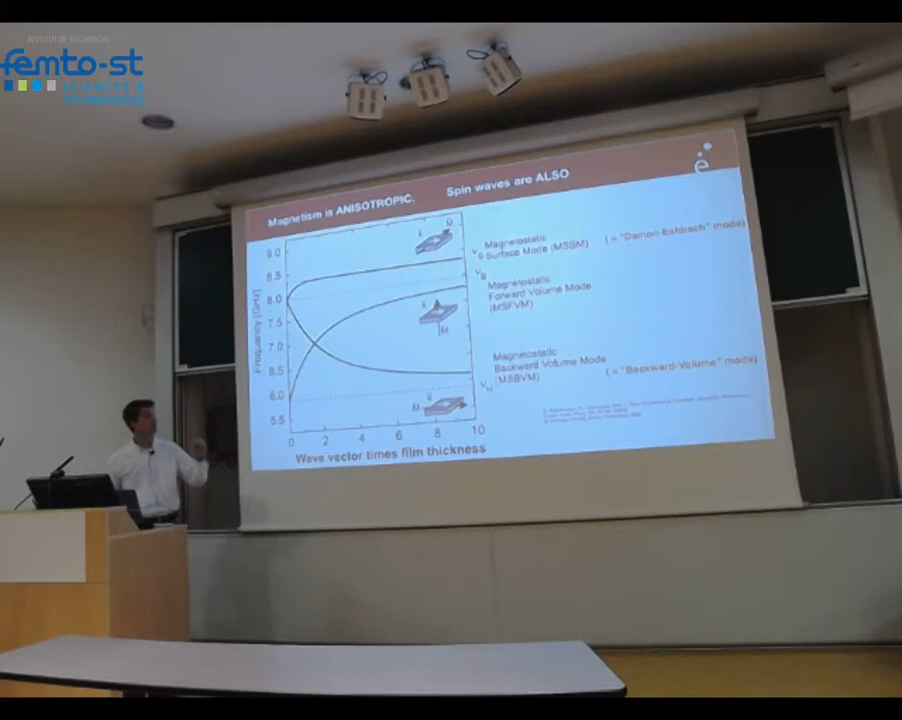 INSTITUT DE RECHERCHE
femto-st
SCIENCES &
TECHNOLOGIES
Magnetism is ANISOTROPIC. Spin waves are ALSO
Magnetostatic
Surface Mode (MSSM)
( = "Damon-Eshbach" mode)
Magnetostatic
Forward Volume Mode
(MSFVM)
Magnetostatic
Backward Volume Mode
(MSBVM)
( = "Backward-Volume" mode)
Frequency [GHz]
9.0
8.5
8.0
7.5
7.0
6.5
6.0
5.5
0 2 4 6 8 10
Wave vector times film thickness